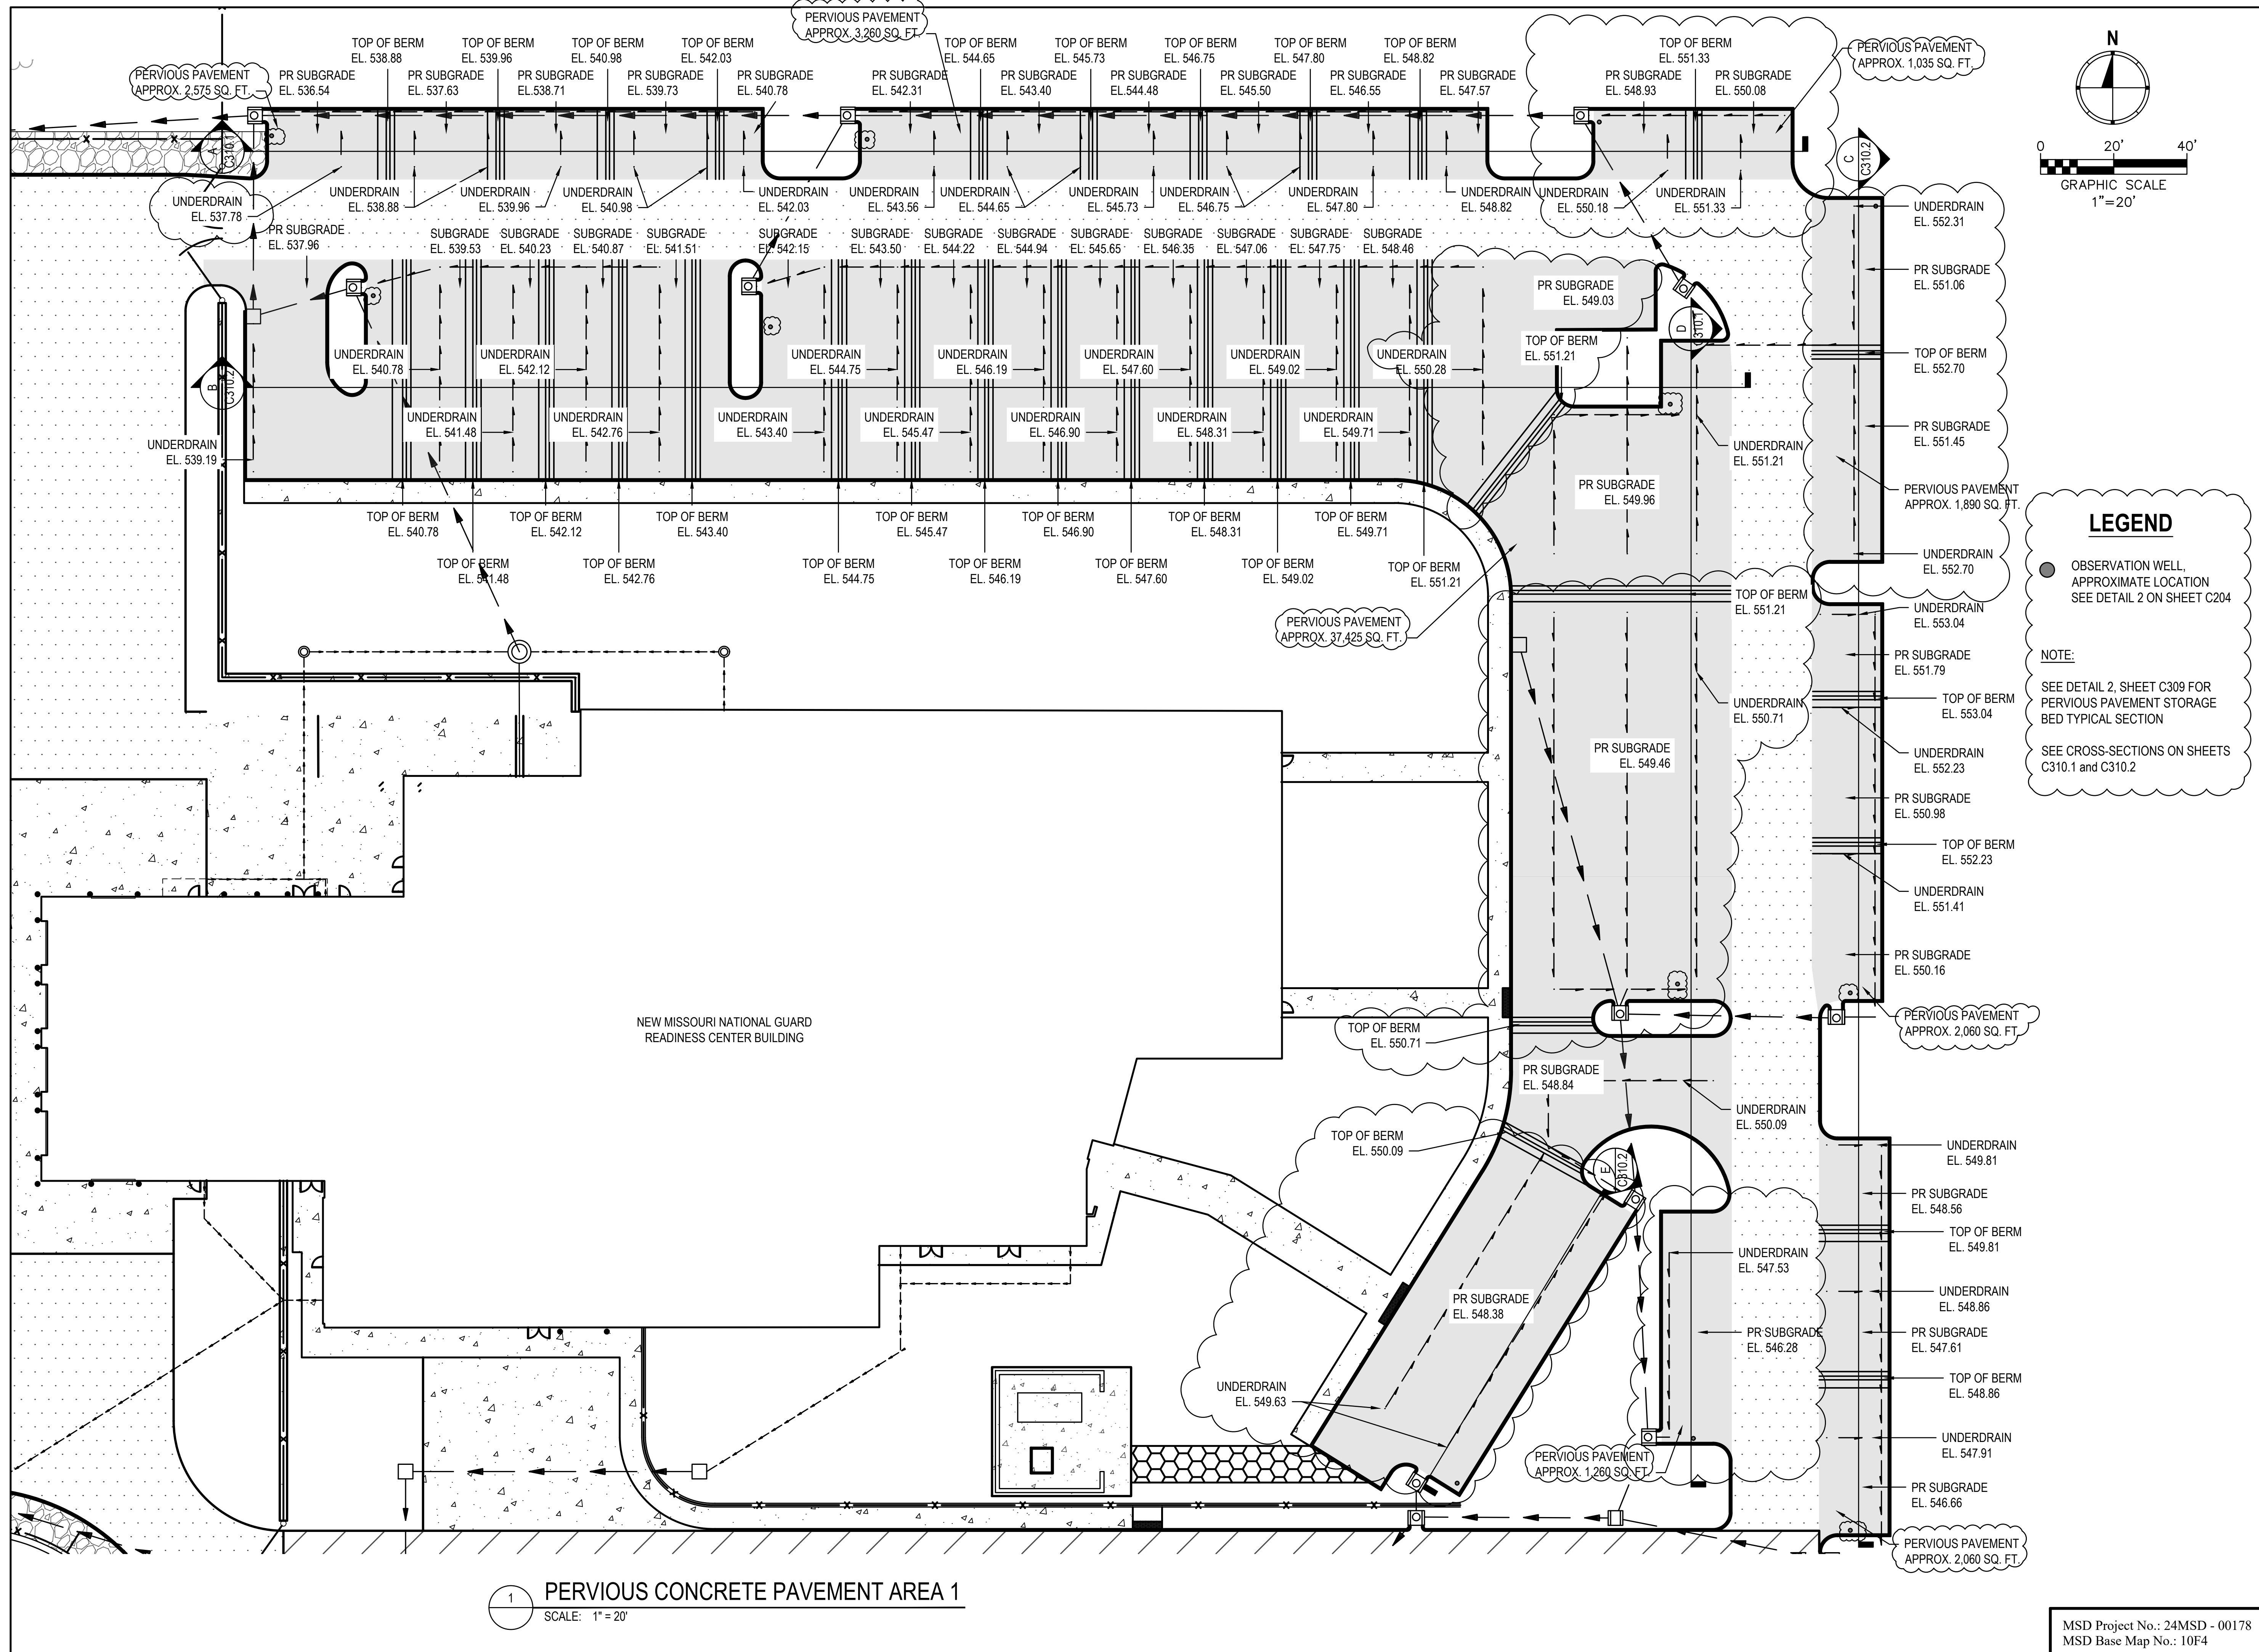 PERVIOUS PAVEMENT
APPROX. 3,260 SQ. FT.
TOP OF BERM
EL. 538.88
TOP OF BERM
EL. 539.96
TOP OF BERM
EL. 540.98
TOP OF BERM
EL. 542.03
TOP OF BERM
EL. 544.65
TOP OF BERM
EL. 545.73
TOP OF BERM
EL. 546.75
TOP OF BERM
EL. 547.80
TOP OF BERM
EL. 548.82
TOP OF BERM
EL. 551.33
PERVIOUS PAVEMENT
APPROX. 1,035 SQ. FT.
N
PERVIOUS PAVEMENT
APPROX. 2,575 SQ. FT.
PR SUBGRADE
EL. 536.54
PR SUBGRADE
EL. 537.63
PR SUBGRADE
EL.538.71
PR SUBGRADE
EL. 539.73
PR SUBGRADE
EL. 540.78
PR SUBGRADE
EL. 542.31
PR SUBGRADE
EL. 543.40
PR SUBGRADE
EL. 544.48
PR SUBGRADE
EL. 545.50
PR SUBGRADE
EL. 546.55
PR SUBGRADE
EL. 547.57
PR SUBGRADE
EL. 548.93
PR SUBGRADE
EL. 550.08
0 20' 40'
GRAPHIC SCALE
1"=20'
A
C310.1
C
C310.2
UNDERDRAIN
EL. 537.78
UNDERDRAIN
EL. 538.88
UNDERDRAIN
EL. 539.96
UNDERDRAIN
EL. 540.98
UNDERDRAIN
EL. 542.03
UNDERDRAIN
EL. 543.56
UNDERDRAIN
EL. 544.65
UNDERDRAIN
EL. 545.73
UNDERDRAIN
EL. 546.75
UNDERDRAIN
EL. 547.80
UNDERDRAIN
EL. 548.82
UNDERDRAIN
EL. 550.18
UNDERDRAIN
EL. 551.33
UNDERDRAIN
EL. 552.31
PR SUBGRADE
EL. 537.96
SUBGRADE
EL. 539.53
SUBGRADE
EL. 540.23
SUBGRADE
EL. 540.87
SUBGRADE
EL. 541.51
SUBGRADE
EL. 542.15
SUBGRADE
EL. 543.50
SUBGRADE
EL. 544.22
SUBGRADE
EL. 544.94
SUBGRADE
EL. 545.65
SUBGRADE
EL. 546.35
SUBGRADE
EL. 547.06
SUBGRADE
EL. 547.75
SUBGRADE
EL. 548.46
PR SUBGRADE
EL. 549.03
PR SUBGRADE
EL. 551.06
D
310.1
TOP OF BERM
EL. 551.21
TOP OF BERM
EL. 552.70
B
C310.2
UNDERDRAIN
EL. 540.78
UNDERDRAIN
EL. 542.12
UNDERDRAIN
EL. 544.75
UNDERDRAIN
EL. 546.19
UNDERDRAIN
EL. 547.60
UNDERDRAIN
EL. 549.02
UNDERDRAIN
EL. 550.28
UNDERDRAIN
EL. 539.19
UNDERDRAIN
EL. 541.48
UNDERDRAIN
EL. 542.76
UNDERDRAIN
EL. 543.40
UNDERDRAIN
EL. 545.47
UNDERDRAIN
EL. 546.90
UNDERDRAIN
EL. 548.31
UNDERDRAIN
EL. 549.71
UNDERDRAIN
EL. 551.21
PR SUBGRADE
EL. 551.45
PR SUBGRADE
EL. 549.96
PERVIOUS PAVEMENT
APPROX. 1,890 SQ. FT.
TOP OF BERM
EL. 540.78
TOP OF BERM
EL. 542.12
TOP OF BERM
EL. 543.40
TOP OF BERM
EL. 545.47
TOP OF BERM
EL. 546.90
TOP OF BERM
EL. 548.31
TOP OF BERM
EL. 549.71
TOP OF BERM
EL. 541.48
TOP OF BERM
EL. 542.76
TOP OF BERM
EL. 544.75
TOP OF BERM
EL. 546.19
TOP OF BERM
EL. 547.60
TOP OF BERM
EL. 549.02
TOP OF BERM
EL. 551.21
UNDERDRAIN
EL. 552.70
LEGEND
OBSERVATION WELL,
APPROXIMATE LOCATION
SEE DETAIL 2 ON SHEET C204
NOTE:
SEE DETAIL 2, SHEET C309 FOR
PERVIOUS PAVEMENT STORAGE
BED TYPICAL SECTION
SEE CROSS-SECTIONS ON SHEETS
C310.1 and C310.2
TOP OF BERM
EL. 551.21
UNDERDRAIN
EL. 553.04
PERVIOUS PAVEMENT
APPROX. 37,425 SQ. FT.
PR SUBGRADE
EL. 551.79
UNDERDRAIN
EL. 550.71
TOP OF BERM
EL. 553.04
PR SUBGRADE
EL. 549.46
UNDERDRAIN
EL. 552.23
PR SUBGRADE
EL. 550.98
TOP OF BERM
EL. 552.23
UNDERDRAIN
EL. 551.41
PR SUBGRADE
EL. 550.16
NEW MISSOURI NATIONAL GUARD
READINESS CENTER BUILDING
TOP OF BERM
EL. 550.71
PERVIOUS PAVEMENT
APPROX. 2,060 SQ. FT.
PR SUBGRADE
EL. 548.84
UNDERDRAIN
EL. 550.09
TOP OF BERM
EL. 550.09
UNDERDRAIN
EL. 549.81
E
C310.2
PR SUBGRADE
EL. 548.56
TOP OF BERM
EL. 549.81
UNDERDRAIN
EL. 547.53
PR SUBGRADE
EL. 548.38
UNDERDRAIN
EL. 548.86
PR SUBGRADE
EL. 546.28
PR SUBGRADE
EL. 547.61
UNDERDRAIN
EL. 549.63
TOP OF BERM
EL. 548.86
UNDERDRAIN
EL. 547.91
PERVIOUS PAVEMENT
APPROX. 1,260 SQ. FT.
PR SUBGRADE
EL. 546.66
PERVIOUS PAVEMENT
APPROX. 2,060 SQ. FT.
1
PERVIOUS CONCRETE PAVEMENT AREA 1
SCALE: 1" = 20'
MSD Project No.: 24MSD - 00178
MSD Base Map No.: 10F4